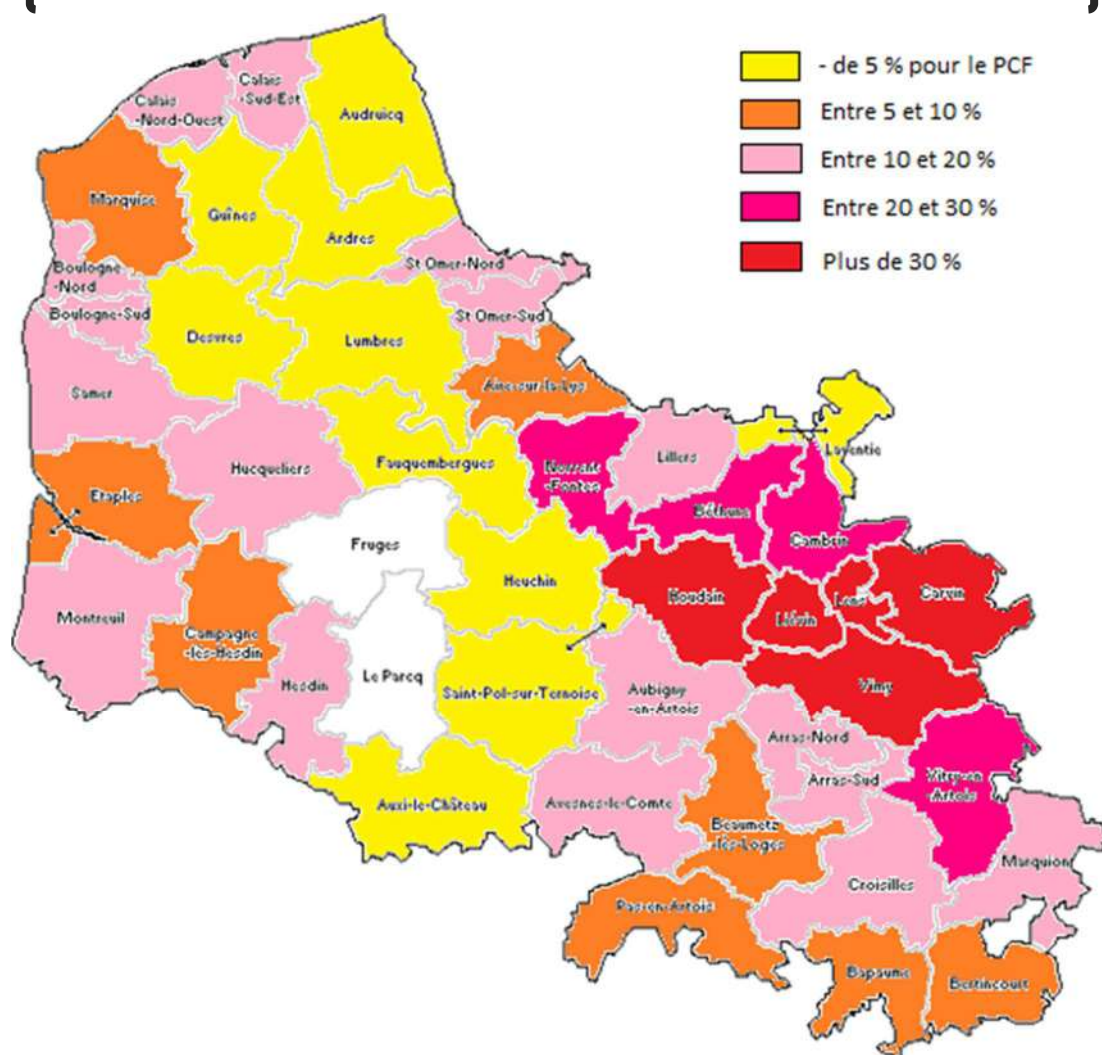 - de 5 % pour le PCF
Entre 5 et 10 %
Entre 10 et 20 %
Entre 20 et 30 %
Plus de 30 %
Calais
-Nord-Ouest
Calais
-Sud-Est
Audruicq
Marquise
Guînes
Ardres
St Omer-Nord
Boulogne
-Nord
Boulogne-Sud
St Omer-Sud
Desvres
Lumbres
Samer
Aire-sur-la-Lys
Hucqueliers
Fauquembergues
Norrent
-Fontes
Lillers
Laventie
Etaples
Béthune
Cambrin
Fruges
Heuchin
Houdain
Liévin
Lens
Carvin
Montreuil
Campagne
-lès-Hesdin
Hesdin
Le Parcq
Saint-Pol-sur-Ternoise
Aubigny
-en-Artois
Vimy
Arras-Nord
Arras-Sud
Vitry-en
-Artois
Auxi-le-Château
Avesnes-le-Comte
Beaumetz
-lès-Loges
Marquion
Croisilles
Pas-en-Artois
Bapaume
Bertincourt